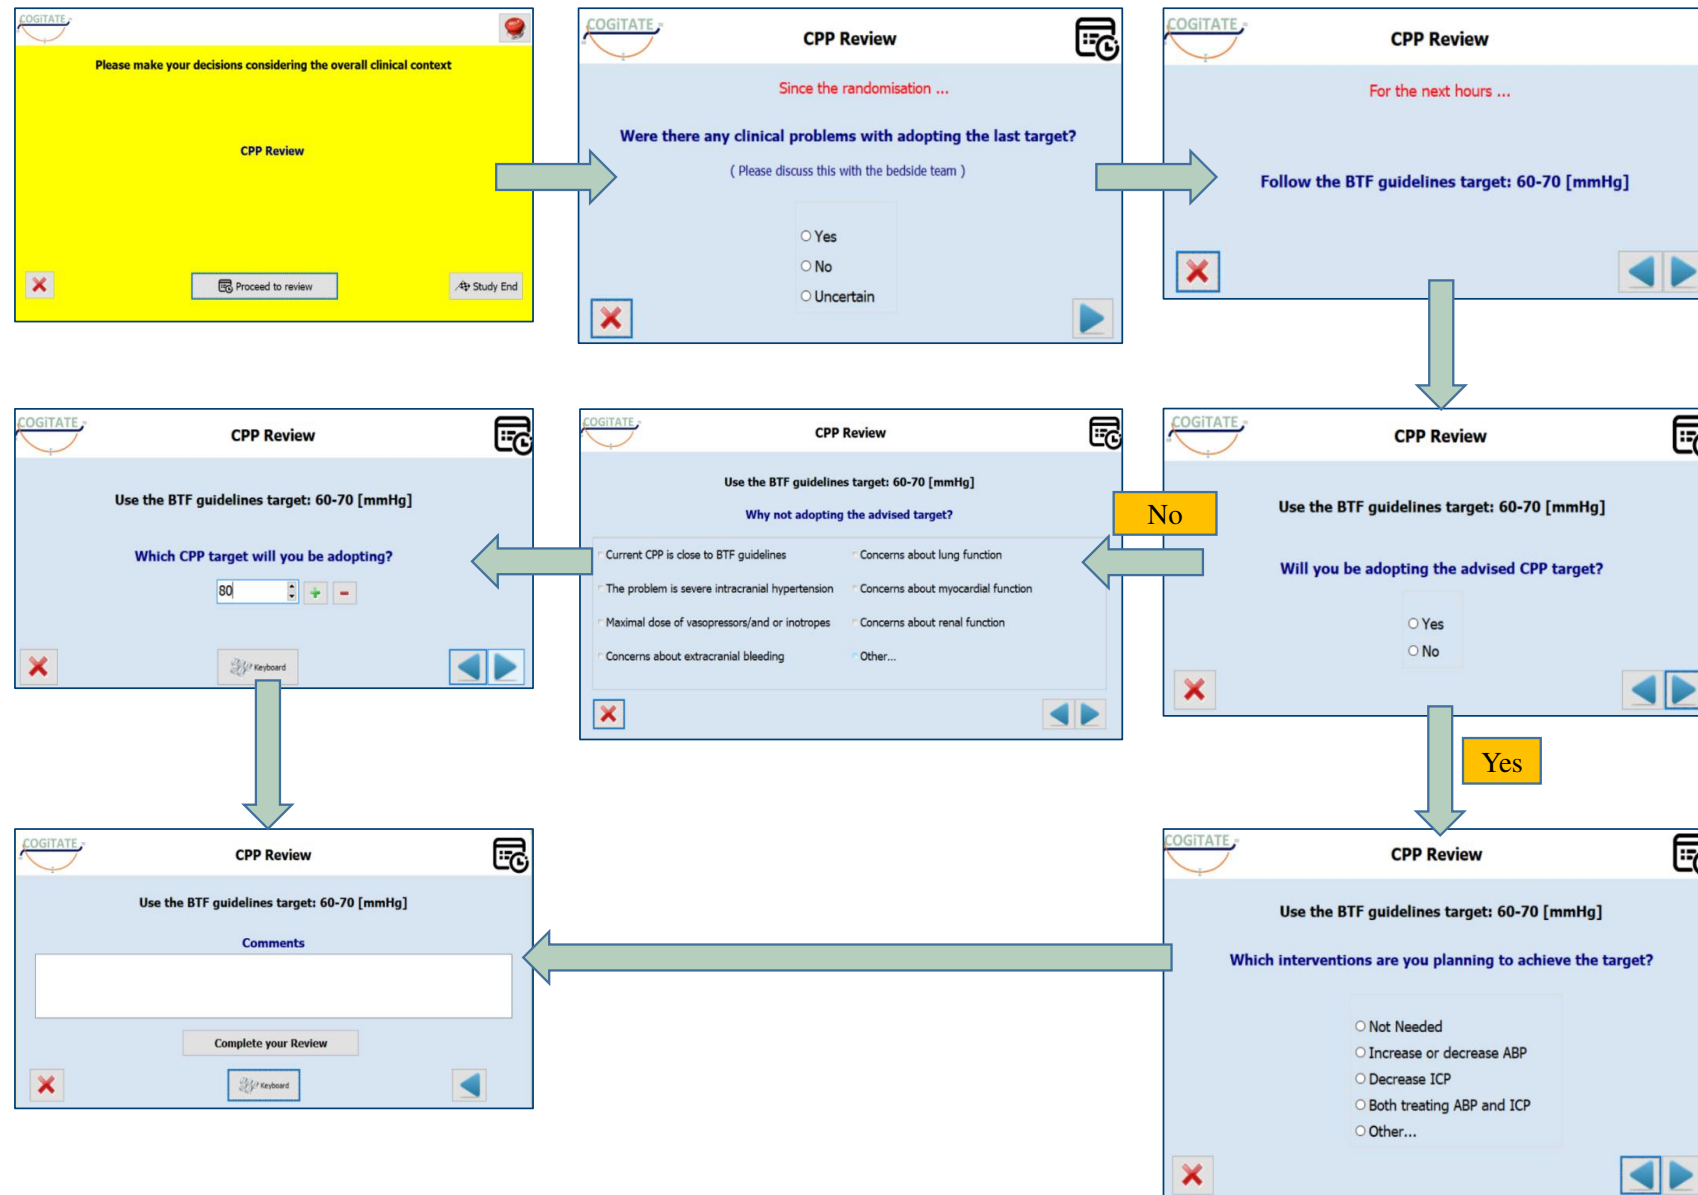 COGiTATE
Please make your decisions considering the overall clinical context
CPP Review
Proceed to review
Study End
COGiTATE
CPP Review
Since the randomisation ...
Were there any clinical problems with adopting the last target?
( Please discuss this with the bedside team )
Yes
No
Uncertain
COGiTATE
CPP Review
For the next hours ...
Follow the BTF guidelines target: 60-70 [mmHg]
COGiTATE
CPP Review
Use the BTF guidelines target: 60-70 [mmHg]
Will you be adopting the advised CPP target?
Yes
No
No
COGiTATE
CPP Review
Use the BTF guidelines target: 60-70 [mmHg]
Why not adopting the advised target?
Current CPP is close to BTF guidelines
Concerns about lung function
The problem is severe intracranial hypertension
Concerns about myocardial function
Maximal dose of vasopressors/and or inotropes
Concerns about renal function
Concerns about extracranial bleeding
Other...
COGiTATE
CPP Review
Use the BTF guidelines target: 60-70 [mmHg]
Which CPP target will you be adopting?
80
Keyboard
Yes
COGiTATE
CPP Review
Use the BTF guidelines target: 60-70 [mmHg]
Which interventions are you planning to achieve the target?
Not Needed
Increase or decrease ABP
Decrease ICP
Both treating ABP and ICP
Other...
COGiTATE
CPP Review
Use the BTF guidelines target: 60-70 [mmHg]
Comments
Complete your Review
Keyboard